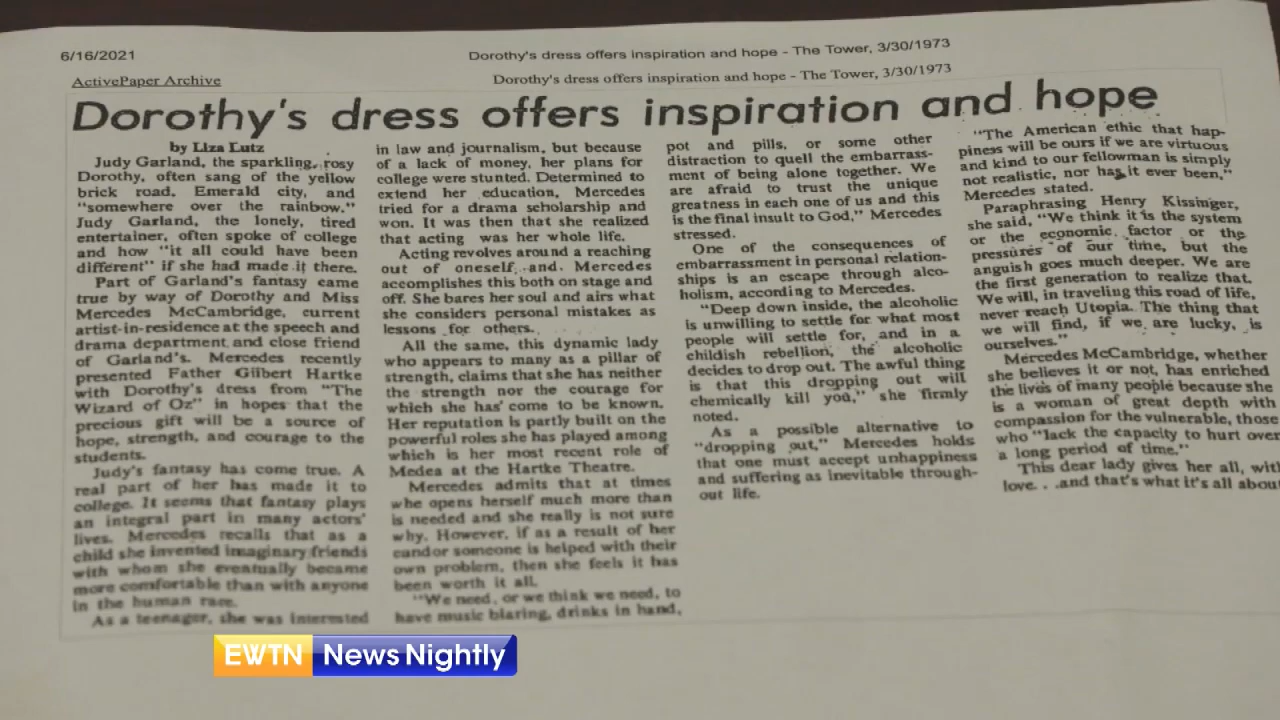 6/16/2021
Dorothy's dress offers inspiration and hope - The Tower, 3/30/1973
ActivePaper Archive
Dorothy's dress offers inspiration and hope - The Tower, 3/30/1973
Dorothy's dress offers inspiration and hope
by Liza Lutz
Judy Garland, the sparkling, rosy
Dorothy, often sang of the yellow
brick road, Emerald city, and
"somewhere over the rainbow."
Judy Garland, the lonely, tired
entertainer, often spoke of college
and how "it all could have been
different" if she had made it there.
Part of Garland's fantasy came
true by way of Dorothy and Miss
Mercedes McCambridge, current
artist-in-residence at the speech and
drama department and close friend
of Garland's. Mercedes recently
presented Father Gilbert Hartke
with Dorothy's dress from "The
Wizard of Oz" in hopes that the
precious gift will be a source of
hope, strength, and courage to the
students.
Judy's fantasy has come true. A
real part of her has made it to
college. It seems that fantasy plays
an integral part in many actors'
lives. Mercedes recalls that as a
child she invented imaginary friends
with whom she eventually became
more comfortable than with anyone
in the human race.
As a teenager, she was interested
in law and journalism, but because
of a lack of money, her plans for
college were stunted. Determined to
extend her education, Mercedes
tried for a drama scholarship and
won. It was then that she realized
that acting was her whole life.
Acting revolves around a reaching
out of oneself, and Mercedes
accomplishes this both on stage and
off. She bares her soul and airs what
she considers personal mistakes as
lessons for others.
All the same, this dynamic lady
who appears to many as a pillar of
strength, claims that she has neither
the strength nor the courage for
which she has come to be known.
Her reputation is partly built on the
powerful roles she has played among
which is her most recent role of
Medea at the Hartke Theatre.
Mercedes admits that at times
whe opens herself much more than
is needed and she really is not sure
why. However, if as a result of her
candor someone is helped with their
own problem, then she feels it has
been worth it all.
"We need, or we think we need, to
have music blaring, drinks in hand,
pot and pills, or some other
distraction to quell the embarrass-
ment of being alone together. We
are afraid to trust the unique
greatness in each one of us and this
is the final insult to God," Mercedes
stressed.
One of the consequences of
embarrassment in personal relation-
ships is an escape through alco-
holism, according to Mercedes.
"Deep down inside, the alcoholic
is unwilling to settle for what most
people will settle for, and in a
childish rebellion, the alcoholic
decides to drop out. The awful thing
is that this dropping out will
chemically kill you," she firmly
noted.
As a possible alternative to
"dropping out," Mercedes holds
that one must accept unhappiness
and suffering as inevitable through-
out life.
"The American ethic that hap-
piness will be ours if we are virtuous
and kind to our fellowman is simply
not realistic, nor has it ever been,"
Mercedes stated.
Paraphrasing Henry Kissinger,
she said, "We think it is the system
or the economic factor or the
pressures of our time, but the
anguish goes much deeper. We are
the first generation to realize that.
We will, in traveling this road of life,
never reach Utopia. The thing that
we will find, if we are lucky, is
ourselves."
Mercedes McCambridge, whether
she believes it or not, has enriched
the lives of many people because she
is a woman of great depth with
compassion for the vulnerable, those
who "lack the capacity to hurt over
a long period of time."
This dear lady gives her all, with
love. . .and that's what it's all about
EWTN News Nightly